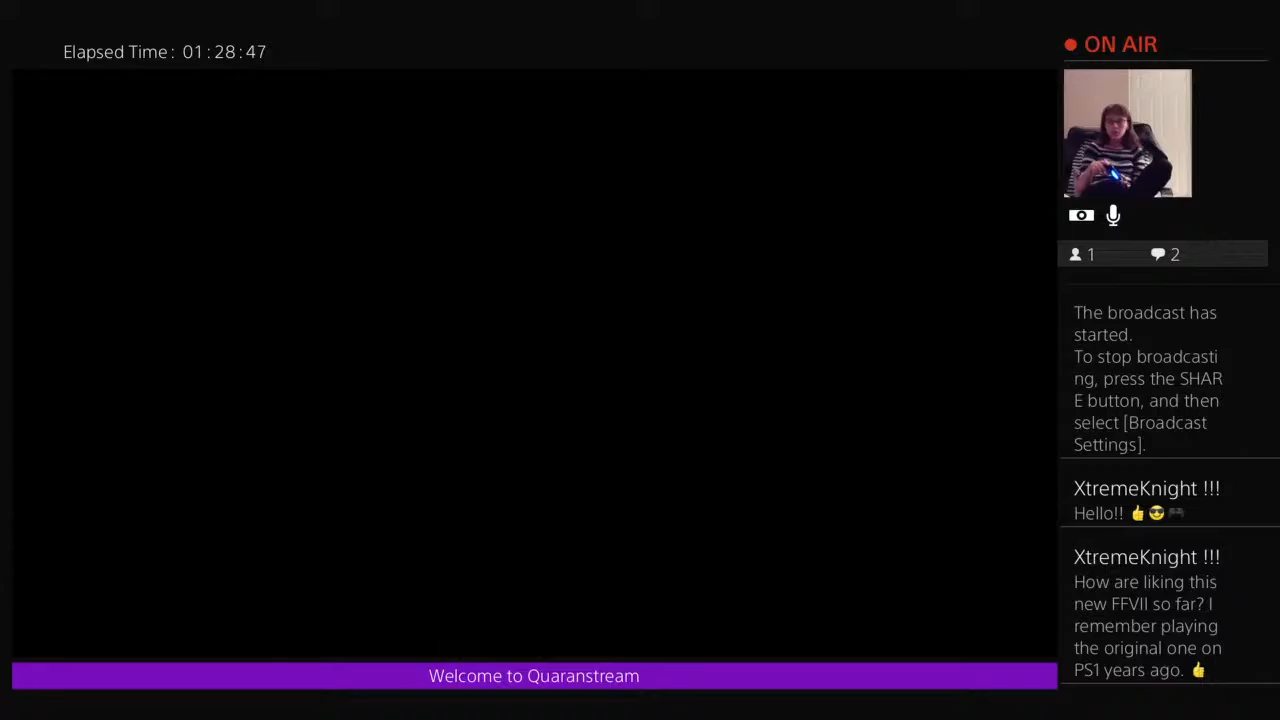 Elapsed Time: 01:28:47
ON AIR
1
2
The broadcast has
started.
To stop broadcasti
ng, press the SHAR
E button, and then
select [Broadcast
Settings].
XtremeKnight !!!
Hello!! 👍😎🎮
XtremeKnight !!!
How are liking this
new FFVII so far? I
remember playing
the original one on
PS1 years ago. 👍
Welcome to Quaranstream